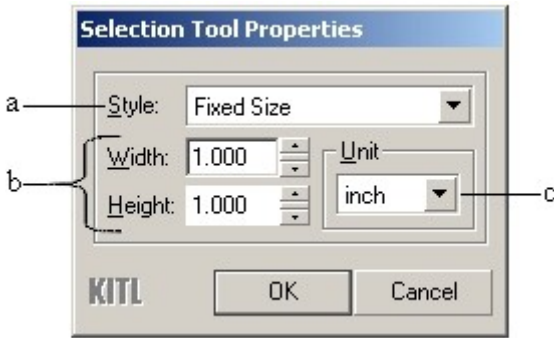 Selection Tool Properties
a
Style: Fixed Size
b
Width: 1.000
Unit
Height: 1.000
inch
c
KITL
OK
Cancel